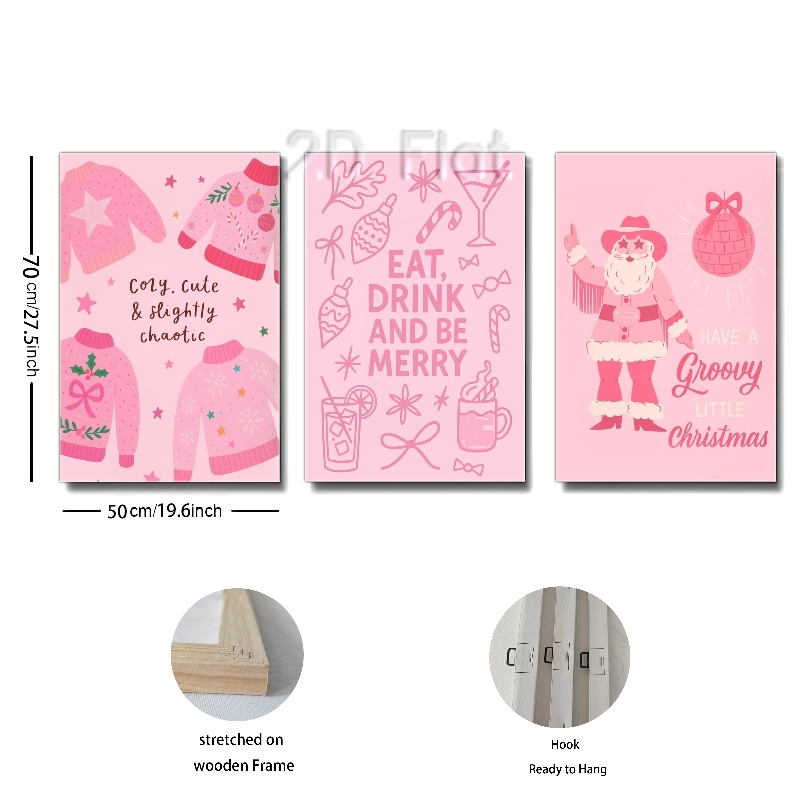 2D Flat
70cm/27.5inch
cozy, cute
& slightly
chaotic
EAT,
DRINK
AND BE
MERRY
HAVE A
Groovy
LITTLE
Christmas
50cm/19.6inch
stretched on
wooden Frame
Hook
Ready to Hang